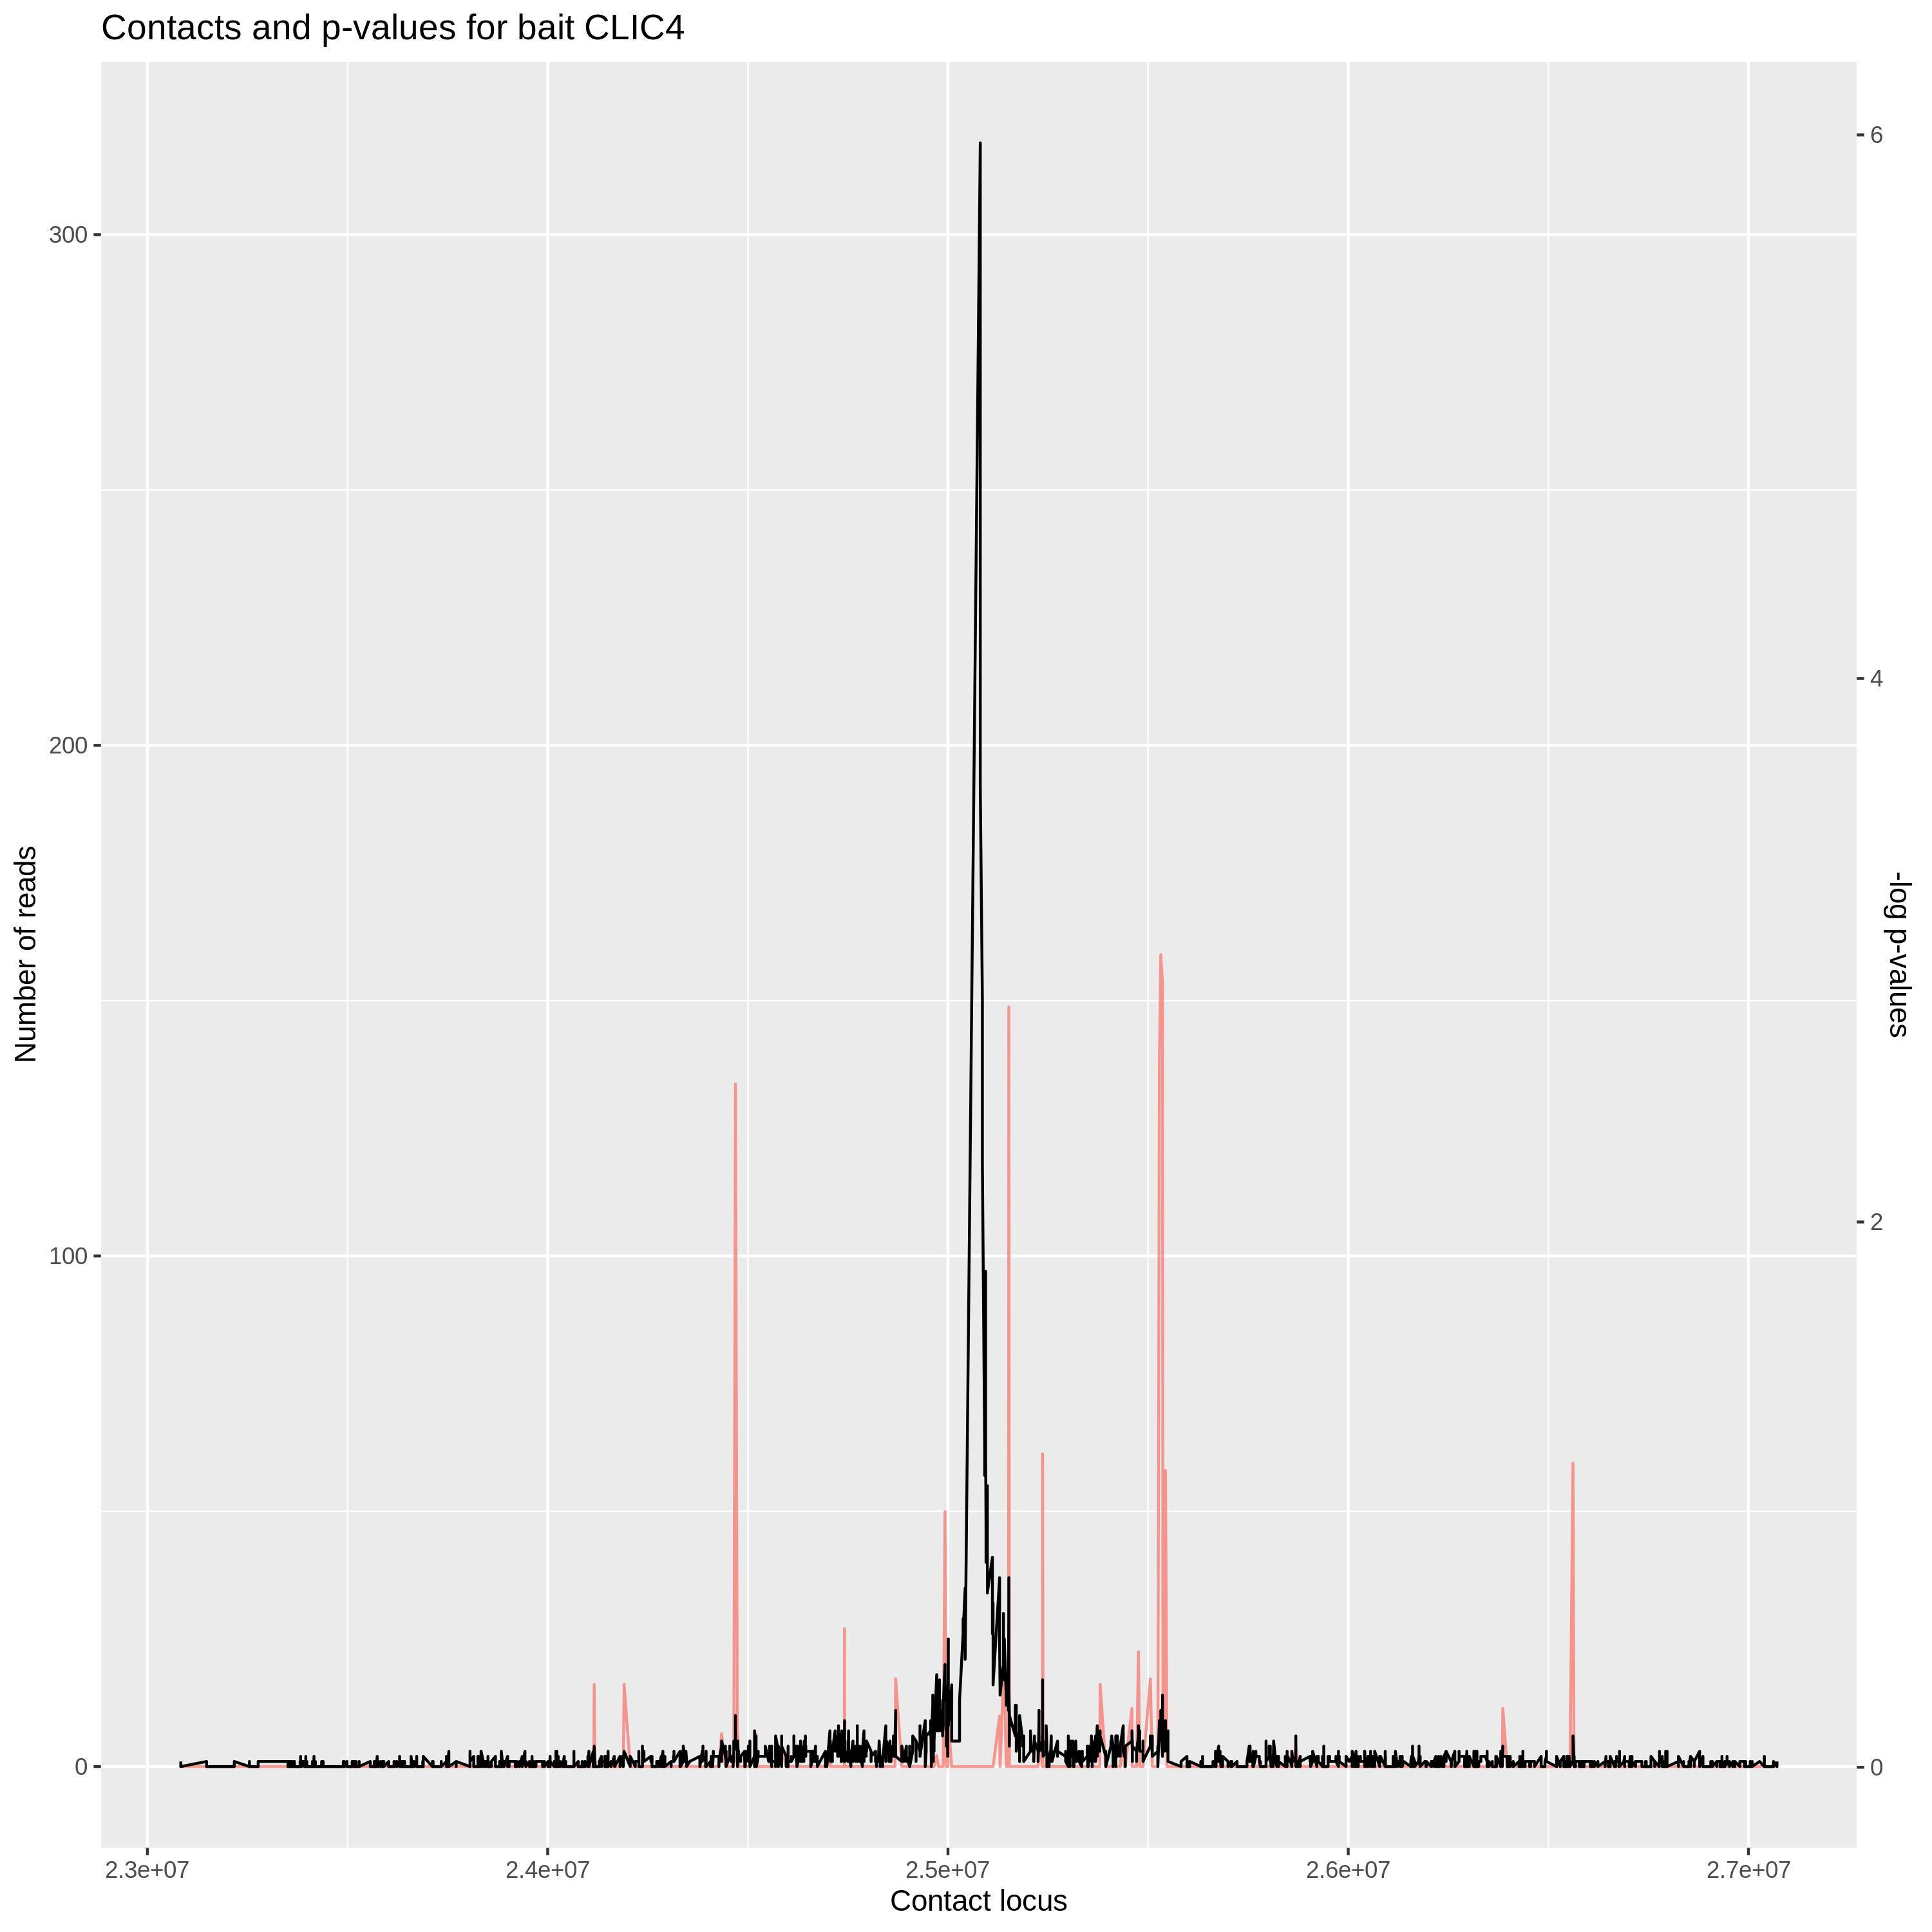 Contacts and p-values for bait CLIC4
300
200
100
0
Number of reads
6
4
2
0
-log p-values
2.3e+07 2.4e+07 2.5e+07 2.6e+07 2.7e+07
Contact locus